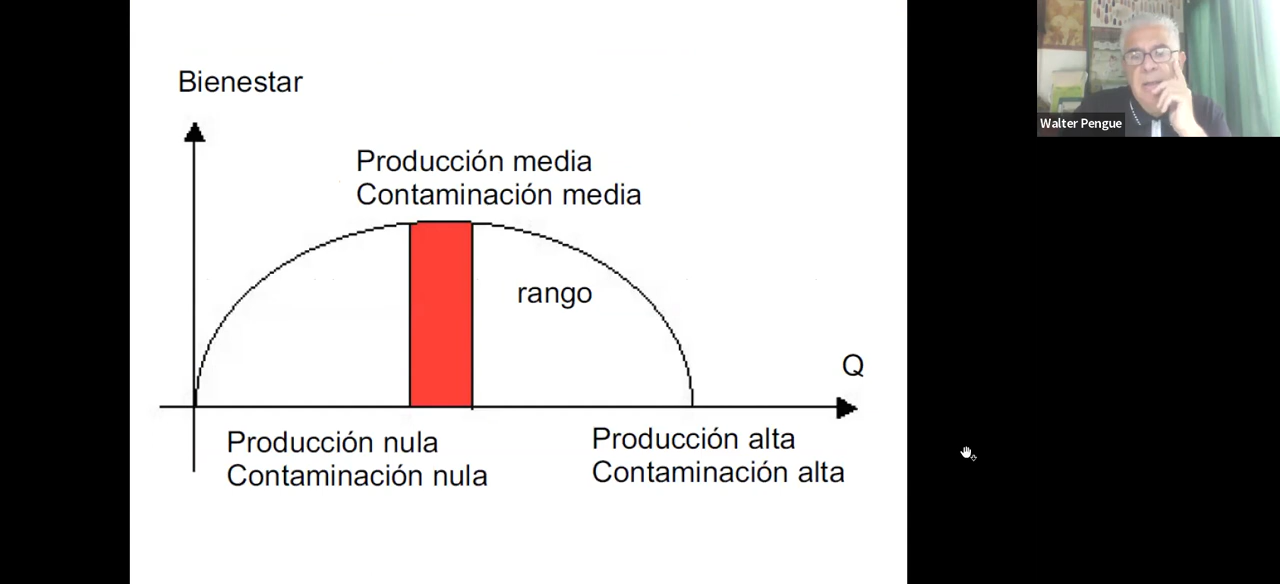 Bienestar
Producción media
Contaminación media
rango
Q
Producción nula
Contaminación nula
Producción alta
Contaminación alta
Walter Pengue